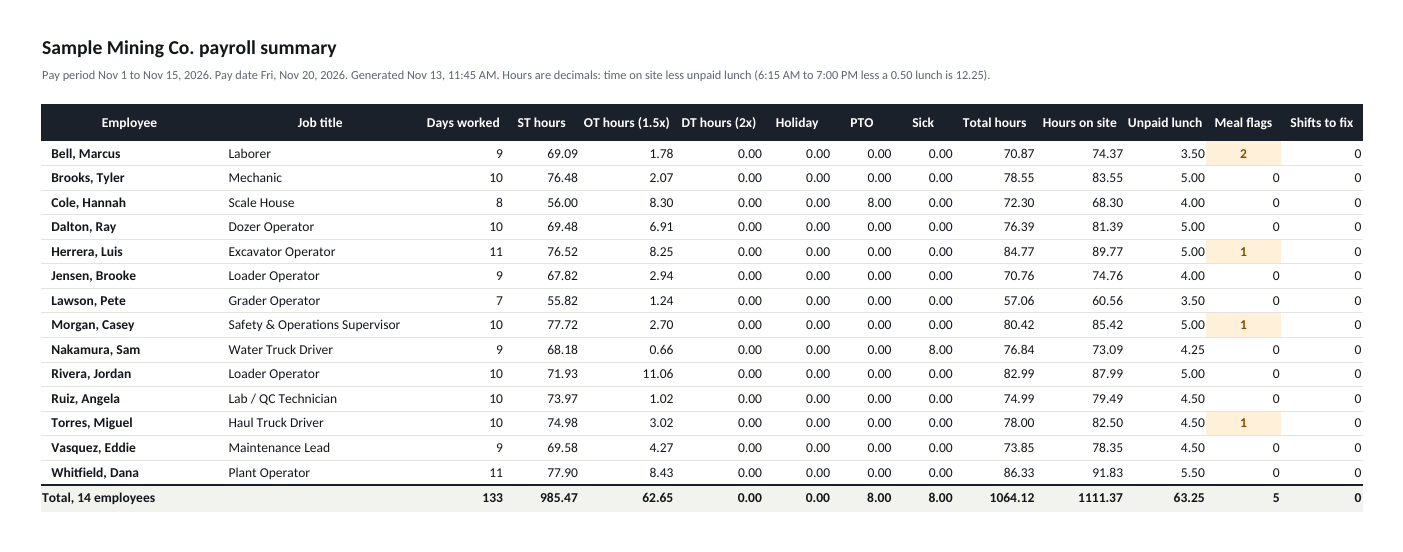 Sample Mining Co. payroll summary
Pay period Nov 1 to Nov 15, 2026. Pay date Fri, Nov 20, 2026. Generated Nov 13, 11:45 AM. Hours are decimals: time on site less unpaid lunch (6:15 AM to 7:00 PM less a 0.50 lunch is 12.25).
Employee Job title Days worked ST hours OT hours (1.5x) DT hours (2x) Holiday PTO Sick Total hours Hours on site Unpaid lunch Meal flags Shifts to fix
Bell, Marcus Laborer 9 69.09 1.78 0.00 0.00 0.00 0.00 70.87 74.37 3.50 2 0
Brooks, Tyler Mechanic 10 76.48 2.07 0.00 0.00 0.00 0.00 78.55 83.55 5.00 0 0
Cole, Hannah Scale House 8 56.00 8.30 0.00 0.00 8.00 0.00 72.30 68.30 4.00 0 0
Dalton, Ray Dozer Operator 10 69.48 6.91 0.00 0.00 0.00 0.00 76.39 81.39 5.00 0 0
Herrera, Luis Excavator Operator 11 76.52 8.25 0.00 0.00 0.00 0.00 84.77 89.77 5.00 1 0
Jensen, Brooke Loader Operator 9 67.82 2.94 0.00 0.00 0.00 0.00 70.76 74.76 4.00 0 0
Lawson, Pete Grader Operator 7 55.82 1.24 0.00 0.00 0.00 0.00 57.06 60.56 3.50 0 0
Morgan, Casey Safety & Operations Supervisor 10 77.72 2.70 0.00 0.00 0.00 0.00 80.42 85.42 5.00 1 0
Nakamura, Sam Water Truck Driver 9 68.18 0.66 0.00 0.00 0.00 8.00 76.84 73.09 4.25 0 0
Rivera, Jordan Loader Operator 10 71.93 11.06 0.00 0.00 0.00 0.00 82.99 87.99 5.00 0 0
Ruiz, Angela Lab / QC Technician 10 73.97 1.02 0.00 0.00 0.00 0.00 74.99 79.49 4.50 0 0
Torres, Miguel Haul Truck Driver 10 74.98 3.02 0.00 0.00 0.00 0.00 78.00 82.50 4.50 1 0
Vasquez, Eddie Maintenance Lead 9 69.58 4.27 0.00 0.00 0.00 0.00 73.85 78.35 4.50 0 0
Whitfield, Dana Plant Operator 11 77.90 8.43 0.00 0.00 0.00 0.00 86.33 91.83 5.50 0 0
Total, 14 employees 133 985.47 62.65 0.00 0.00 8.00 8.00 1064.12 1111.37 63.25 5 0